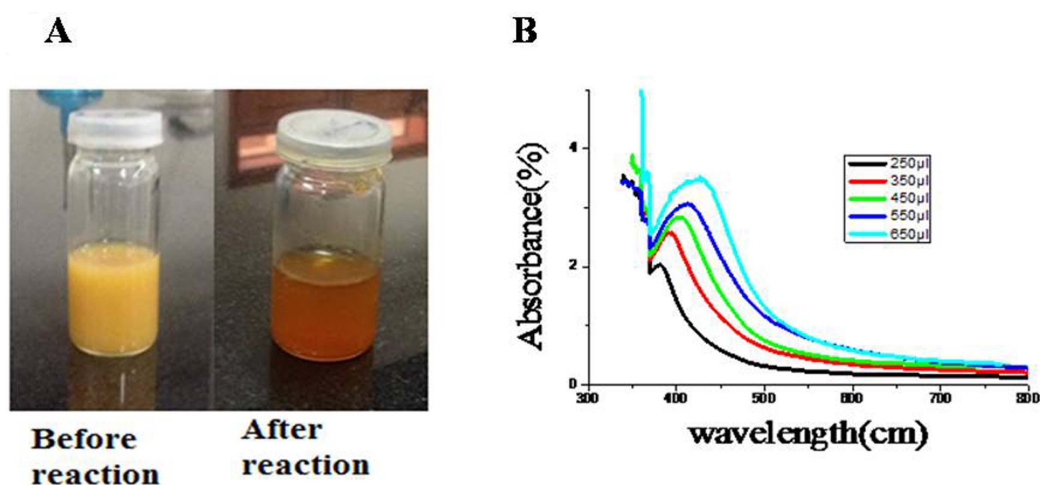 A
B
Before
reaction
After
reaction
Absorbance(%)
4
2
0
300
400
500
600
700
800
wavelength(cm)
250µl
350µl
450µl
550µl
650µl